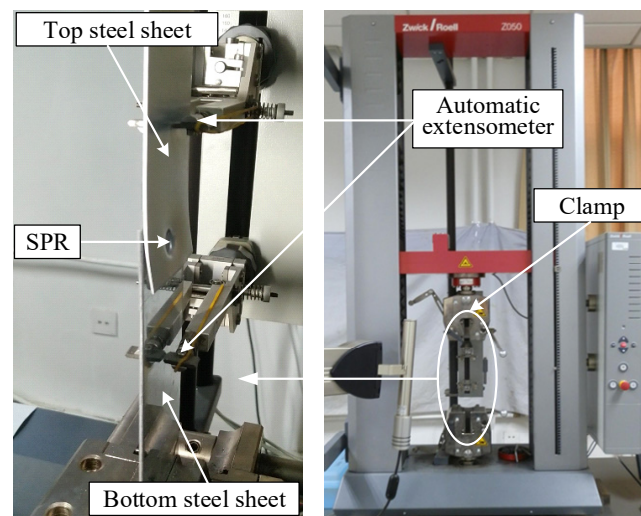 Top steel sheet
Zwick / Roell
Z050
Automatic
extensometer
Clamp
SPR
Bottom steel sheet